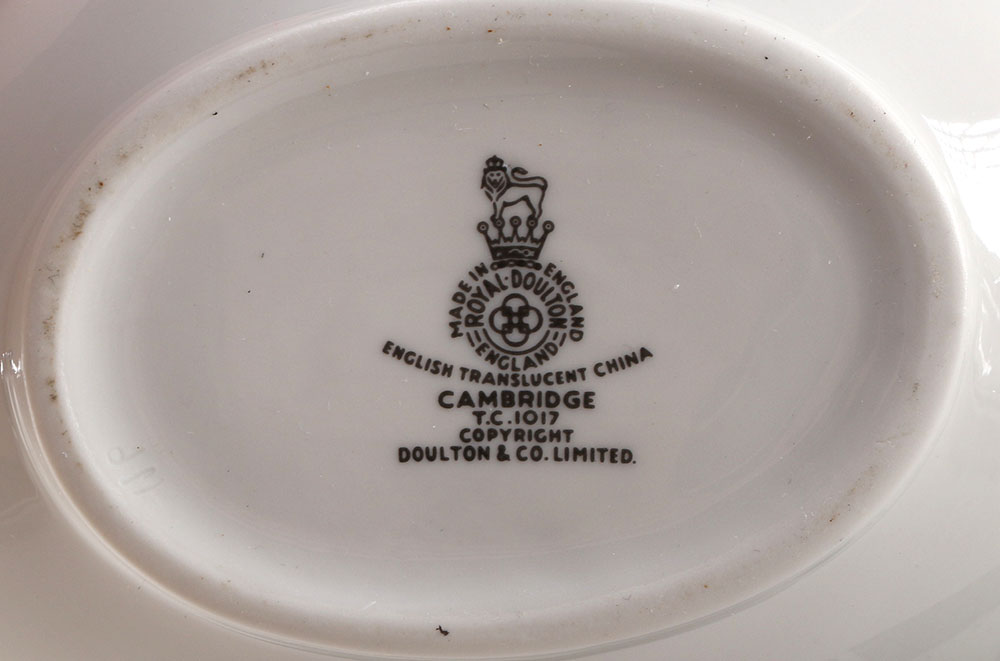 MADE IN ENGLAND
ROYAL·DOULTON
ENGLAND
ENGLISH TRANSLUCENT CHINA
CAMBRIDGE
T.C.1017
COPYRIGHT
DOULTON & CO. LIMITED.